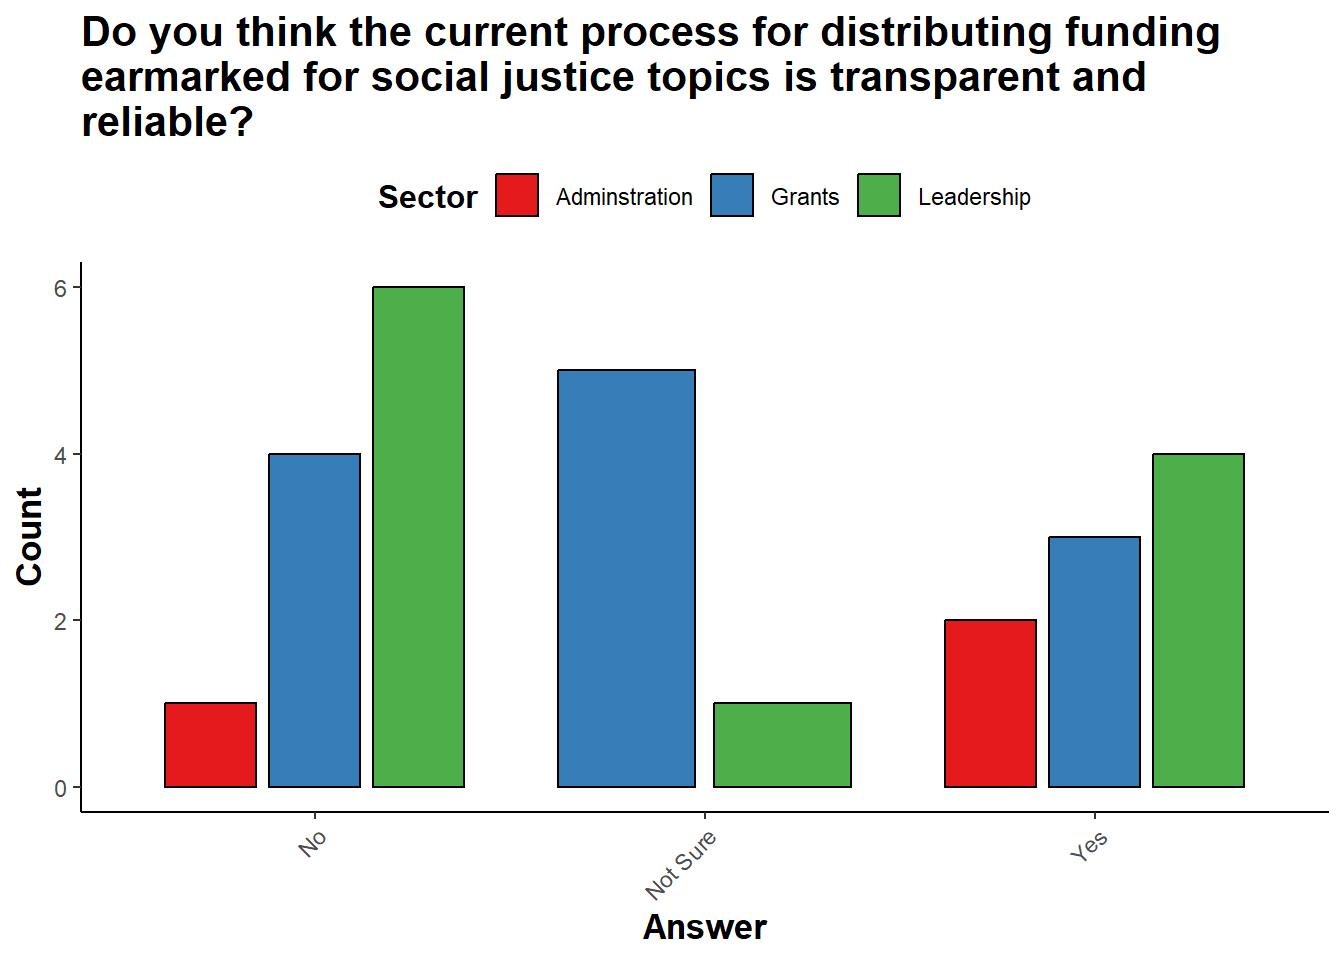 Do you think the current process for distributing funding
earmarked for social justice topics is transparent and
reliable?
Sector Adminstration Grants Leadership
6
4
2
0
Count
No Not Sure Yes
Answer